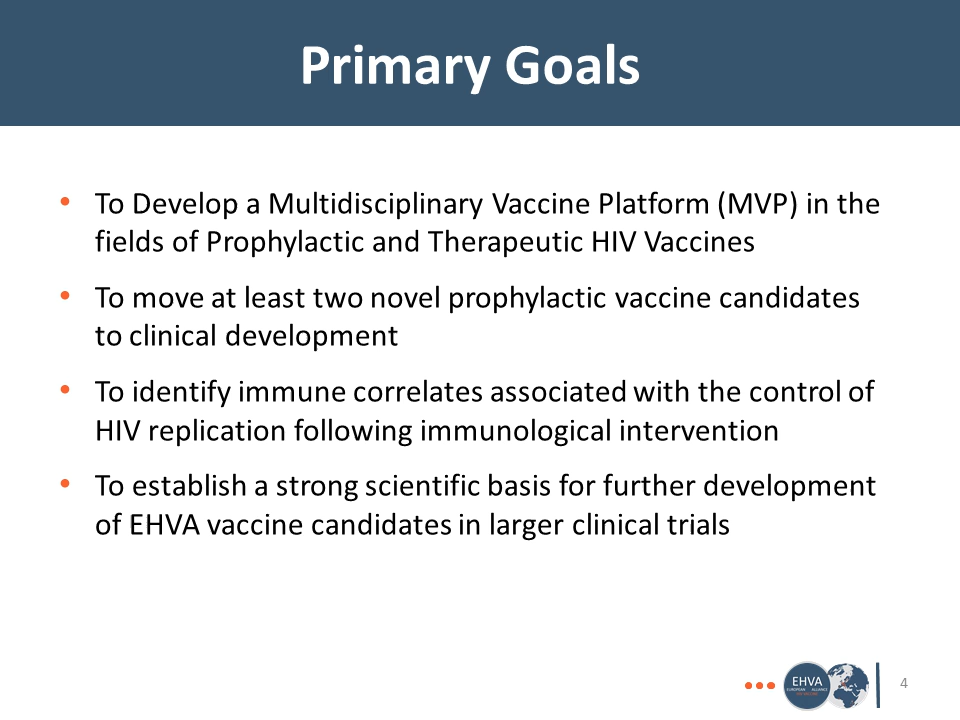 Primary Goals
• To Develop a Multidisciplinary Vaccine Platform (MVP) in the
fields of Prophylactic and Therapeutic HIV Vaccines
• To move at least two novel prophylactic vaccine candidates
to clinical development
• To identify immune correlates associated with the control of
HIV replication following immunological intervention
• To establish a strong scientific basis for further development
of EHVA vaccine candidates in larger clinical trials
EHVA
EUROPEAN ALLIANCE
4